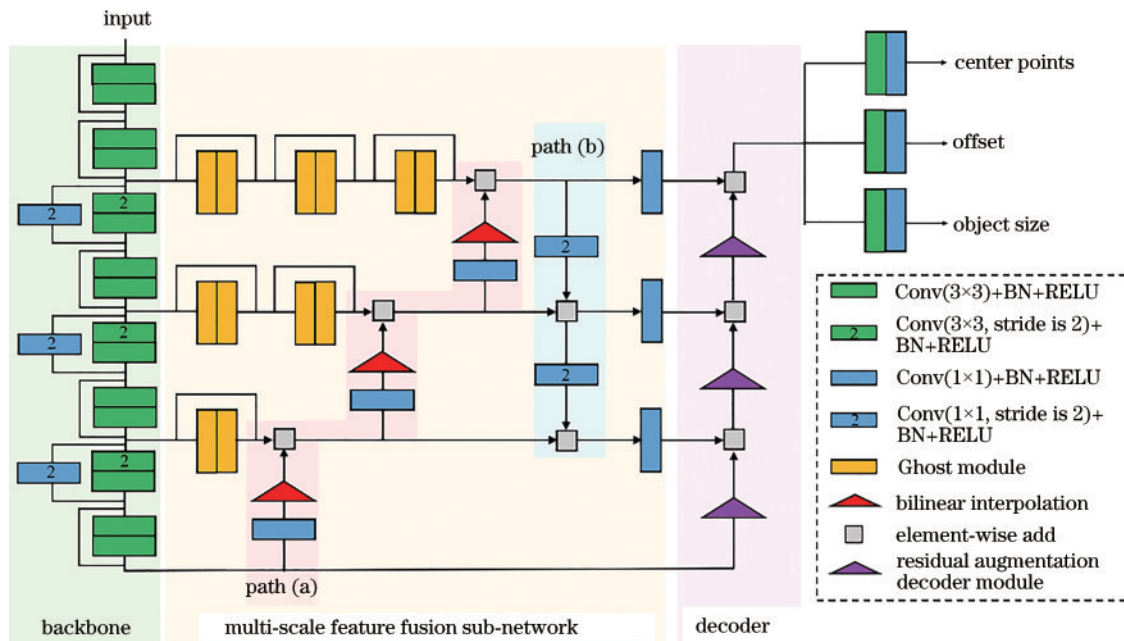 input
center points
path (b)
offset
2
2
2
object size
Conv(3×3)+BN+RELU
2
2
2
Conv(3×3, stride is 2)+
BN+RELU
2
Conv(1×1)+BN+RELU
2
Conv(1×1, stride is 2)+
BN+RELU
2
2
Ghost module
bilinear interpolation
element-wise add
path (a)
residual augmentation
decoder module
backbone
multi-scale feature fusion sub-network
decoder